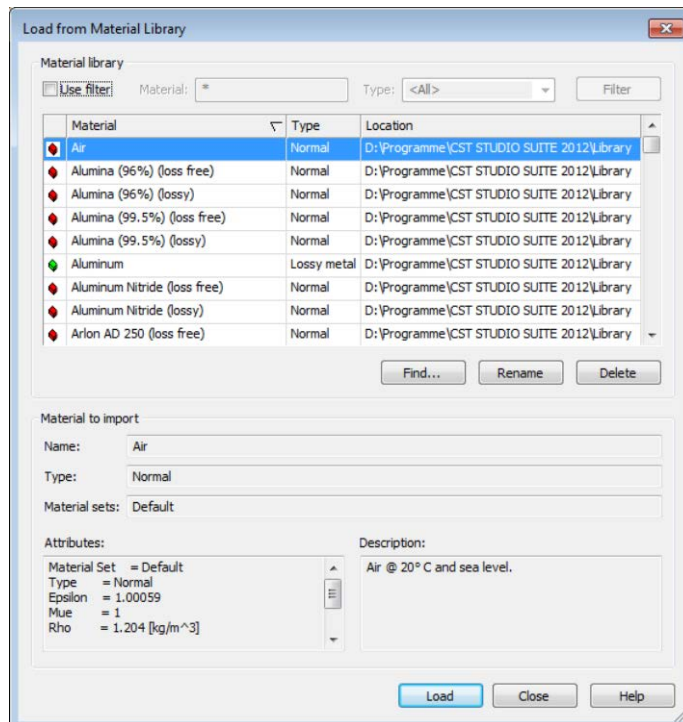 Load from Material Library
Material library
Use filter Material: * Type: <All> Filter
Material Type Location
Air Normal D:\Programme\CST STUDIO SUITE 2012\Library
Alumina (96%) (loss free) Normal D:\Programme\CST STUDIO SUITE 2012\Library
Alumina (96%) (lossy) Normal D:\Programme\CST STUDIO SUITE 2012\Library
Alumina (99.5%) (loss free) Normal D:\Programme\CST STUDIO SUITE 2012\Library
Alumina (99.5%) (lossy) Normal D:\Programme\CST STUDIO SUITE 2012\Library
Aluminum Lossy metal D:\Programme\CST STUDIO SUITE 2012\Library
Aluminum Nitride (loss free) Normal D:\Programme\CST STUDIO SUITE 2012\Library
Aluminum Nitride (lossy) Normal D:\Programme\CST STUDIO SUITE 2012\Library
Arlon AD 250 (loss free) Normal D:\Programme\CST STUDIO SUITE 2012\Library
Find... Rename Delete
Material to import
Name: Air
Type: Normal
Material sets: Default
Attributes:
Material Set = Default
Type = Normal
Epsilon = 1.00059
Mue = 1
Rho = 1.204 [kg/m^3]
Description:
Air @ 20° C and sea level.
Load Close Help